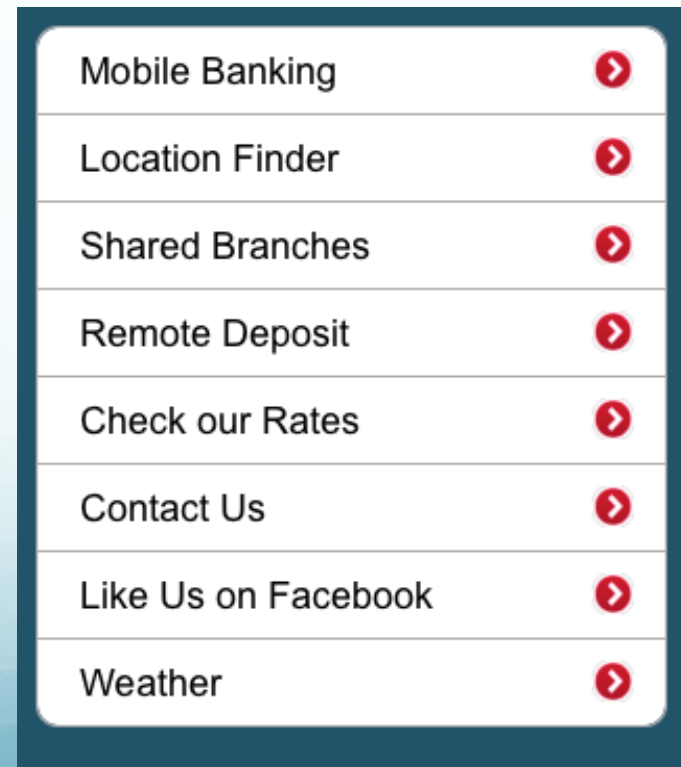 Mobile Banking
Location Finder
Shared Branches
Remote Deposit
Check our Rates
Contact Us
Like Us on Facebook
Weather